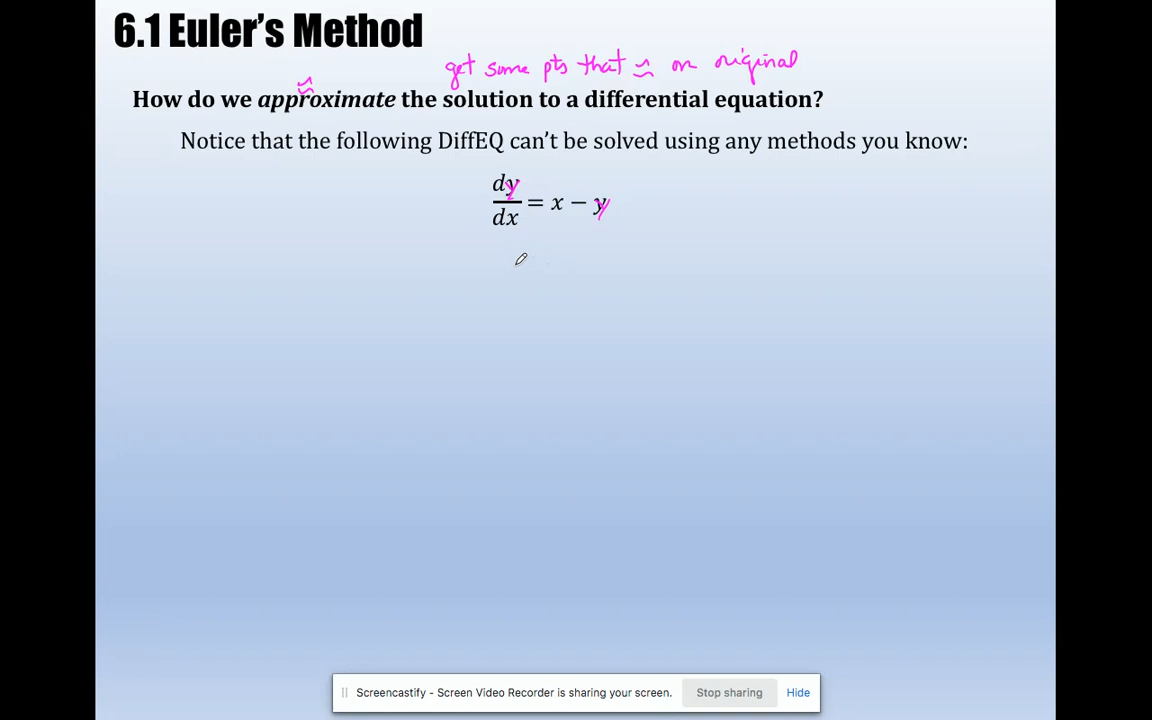 6.1 Euler's Method
get some pts that ≈ on original
≈
How do we approximate the solution to a differential equation?
Notice that the following DiffEQ can't be solved using any methods you know:
dy/dx = x − y
Screencastify - Screen Video Recorder is sharing your screen. Stop sharing Hide